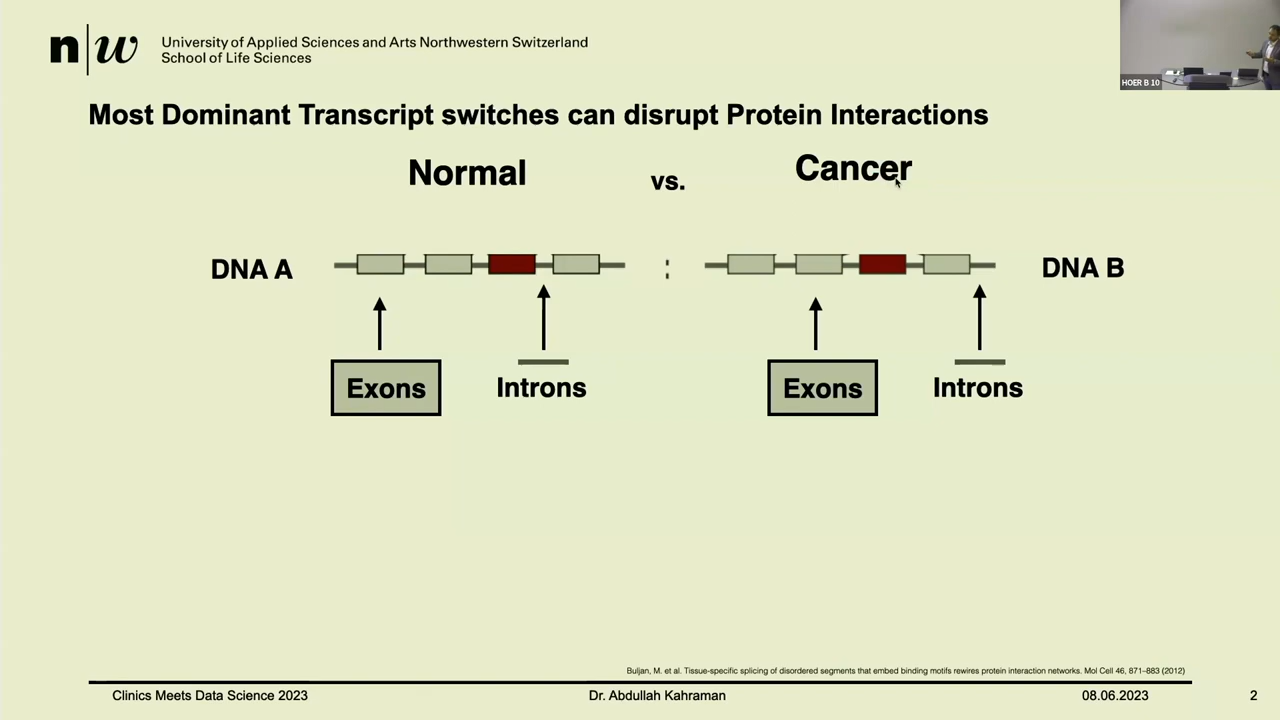 n|w
University of Applied Sciences and Arts Northwestern Switzerland
School of Life Sciences
HOER B 10
Most Dominant Transcript switches can disrupt Protein Interactions
Normal vs. Cancer
DNA A : DNA B
Exons Introns Exons Introns
Buljan, M. et al. Tissue-specific splicing of disordered segments that embed binding motifs rewires protein interaction networks. Mol Cell 46, 871–883 (2012)
Clinics Meets Data Science 2023 Dr. Abdullah Kahraman 08.06.2023 2